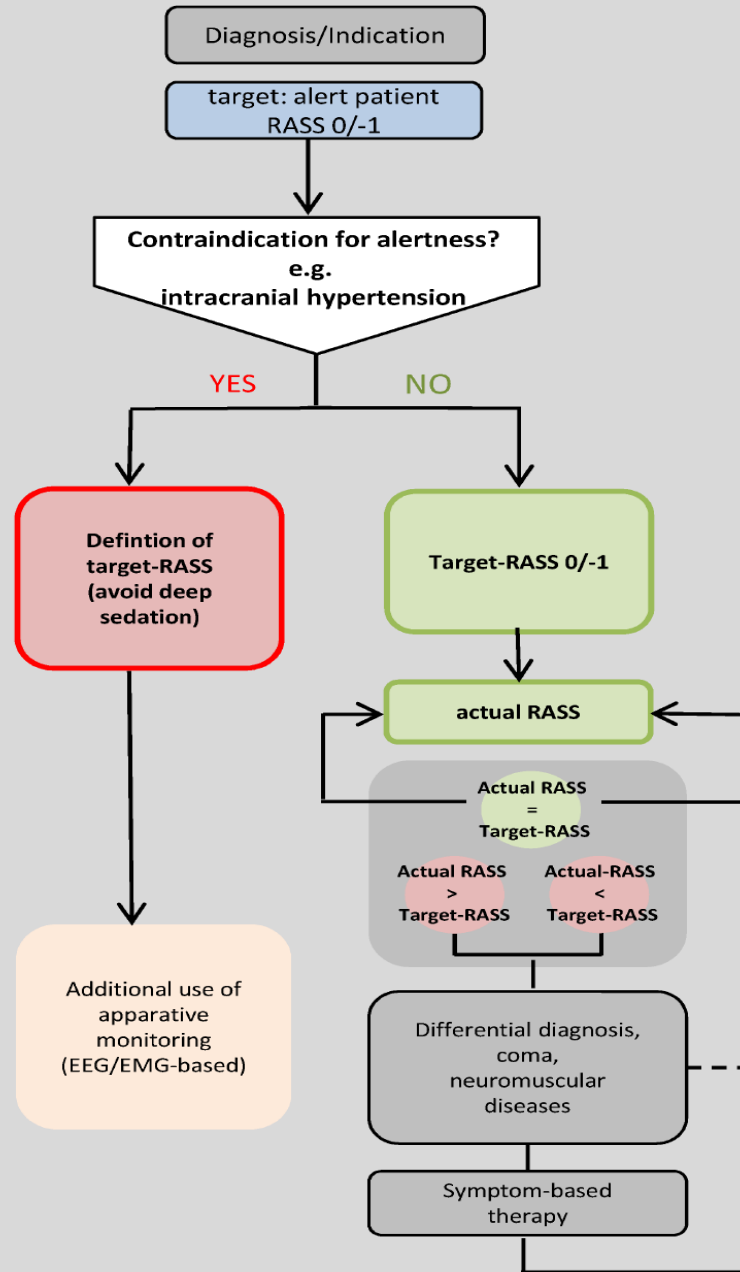 Diagnosis/Indication
target: alert patient
RASS 0/-1
Contraindication for alertness?
e.g.
intracranial hypertension
YES
NO
Defintion of
target-RASS
(avoid deep
sedation)
Target-RASS 0/-1
actual RASS
Actual RASS
=
Target-RASS
Actual RASS
>
Target-RASS
Actual-RASS
<
Target-RASS
Additional use of
apparative
monitoring
(EEG/EMG-based)
Differential diagnosis,
coma,
neuromuscular
diseases
Symptom-based
therapy